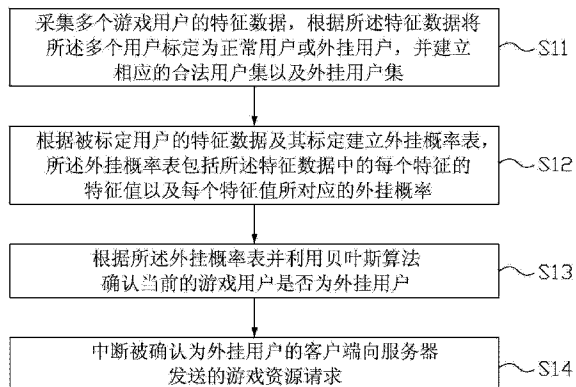 采集多个游戏用户的特征数据，根据所述特征数据将
所述多个用户标定为正常用户或外挂用户，并建立
相应的合法用户集以及外挂用户集
S11
根据被标定用户的特征数据及其标定建立外挂概率表，
所述外挂概率表包括所述特征数据中的每个特征的
特征值以及每个特征值所对应的外挂概率
S12
根据所述外挂概率表并利用贝叶斯算法
确认当前的游戏用户是否为外挂用户
S13
中断被确认为外挂用户的客户端向服务器
发送的游戏资源请求
S14